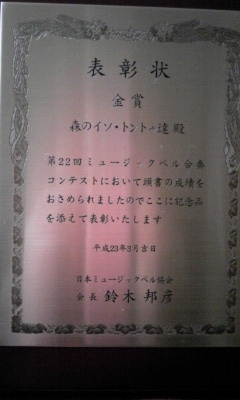 表彰状
金賞
森のイソ・トントゥ達 殿
第22回ミュージックベル合奏
コンテストにおいて頭書の成績を
おさめられましたのでここに記念品
を添えて表彰いたします
平成23年3月吉日
日本ミュージックベル協会
会長 鈴木邦彦